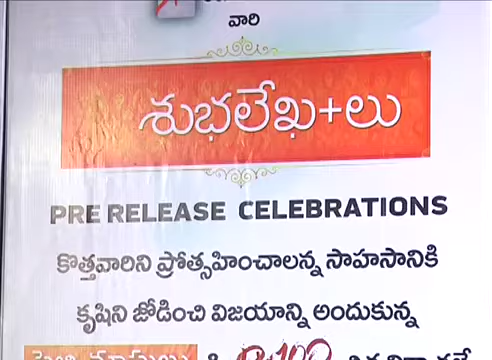 వారి
శుభలేఖ+లు
PRE RELEASE CELEBRATIONS
కొత్తవారిని ప్రోత్సహించాలన్న సాహసానికి
కృషిని జోడించి విజయాన్ని అందుకున్న